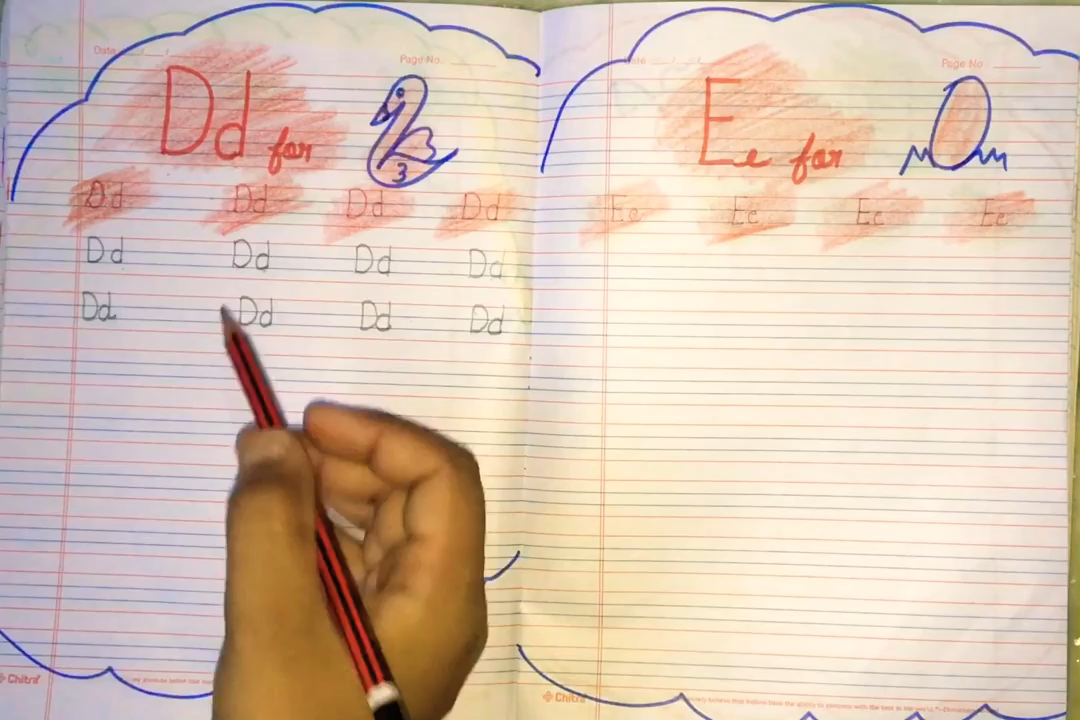 Date / /
Page No.
Dd for
3
Dd Dd Dd Dd
Dd Dd Dd Dd
Dd Dd Dd Dd
Chitra
Date / /
Page No.
Ee for
Ee Ee Ee Ee
Chitra